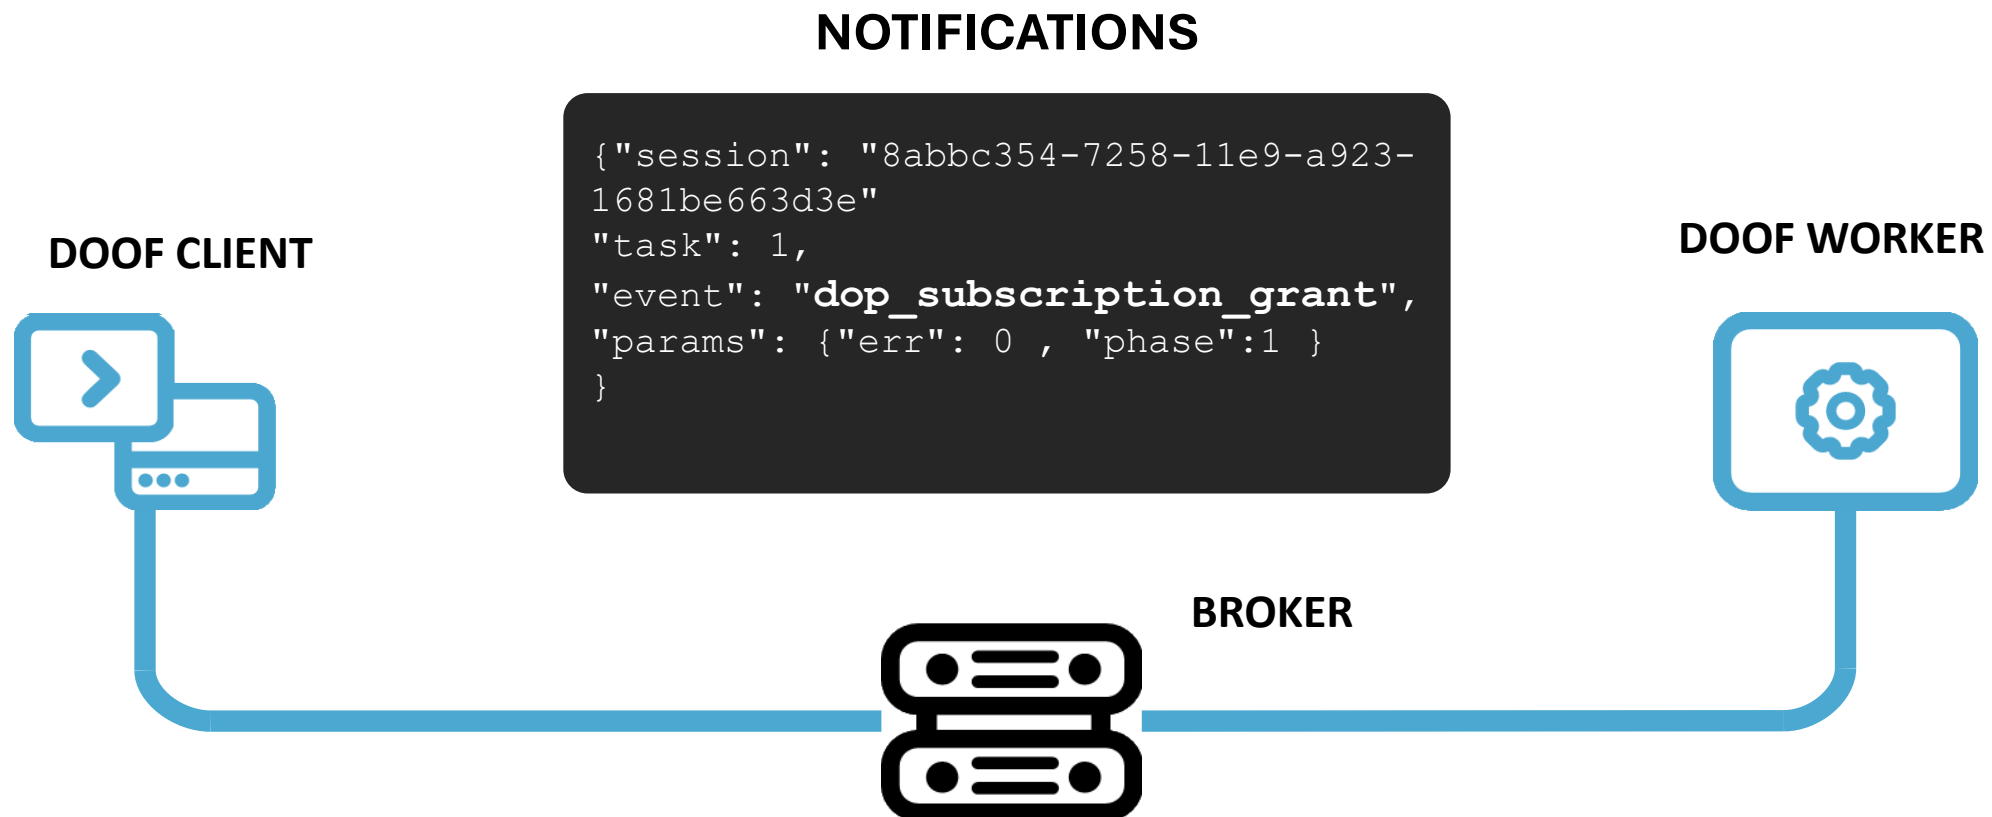 NOTIFICATIONS
{"session": "8abbc354-7258-11e9-a923-
1681be663d3e"
"task": 1,
"event": "dop_subscription_grant",
"params": {"err": 0 , "phase":1 }
}
DOOF CLIENT
DOOF WORKER
BROKER